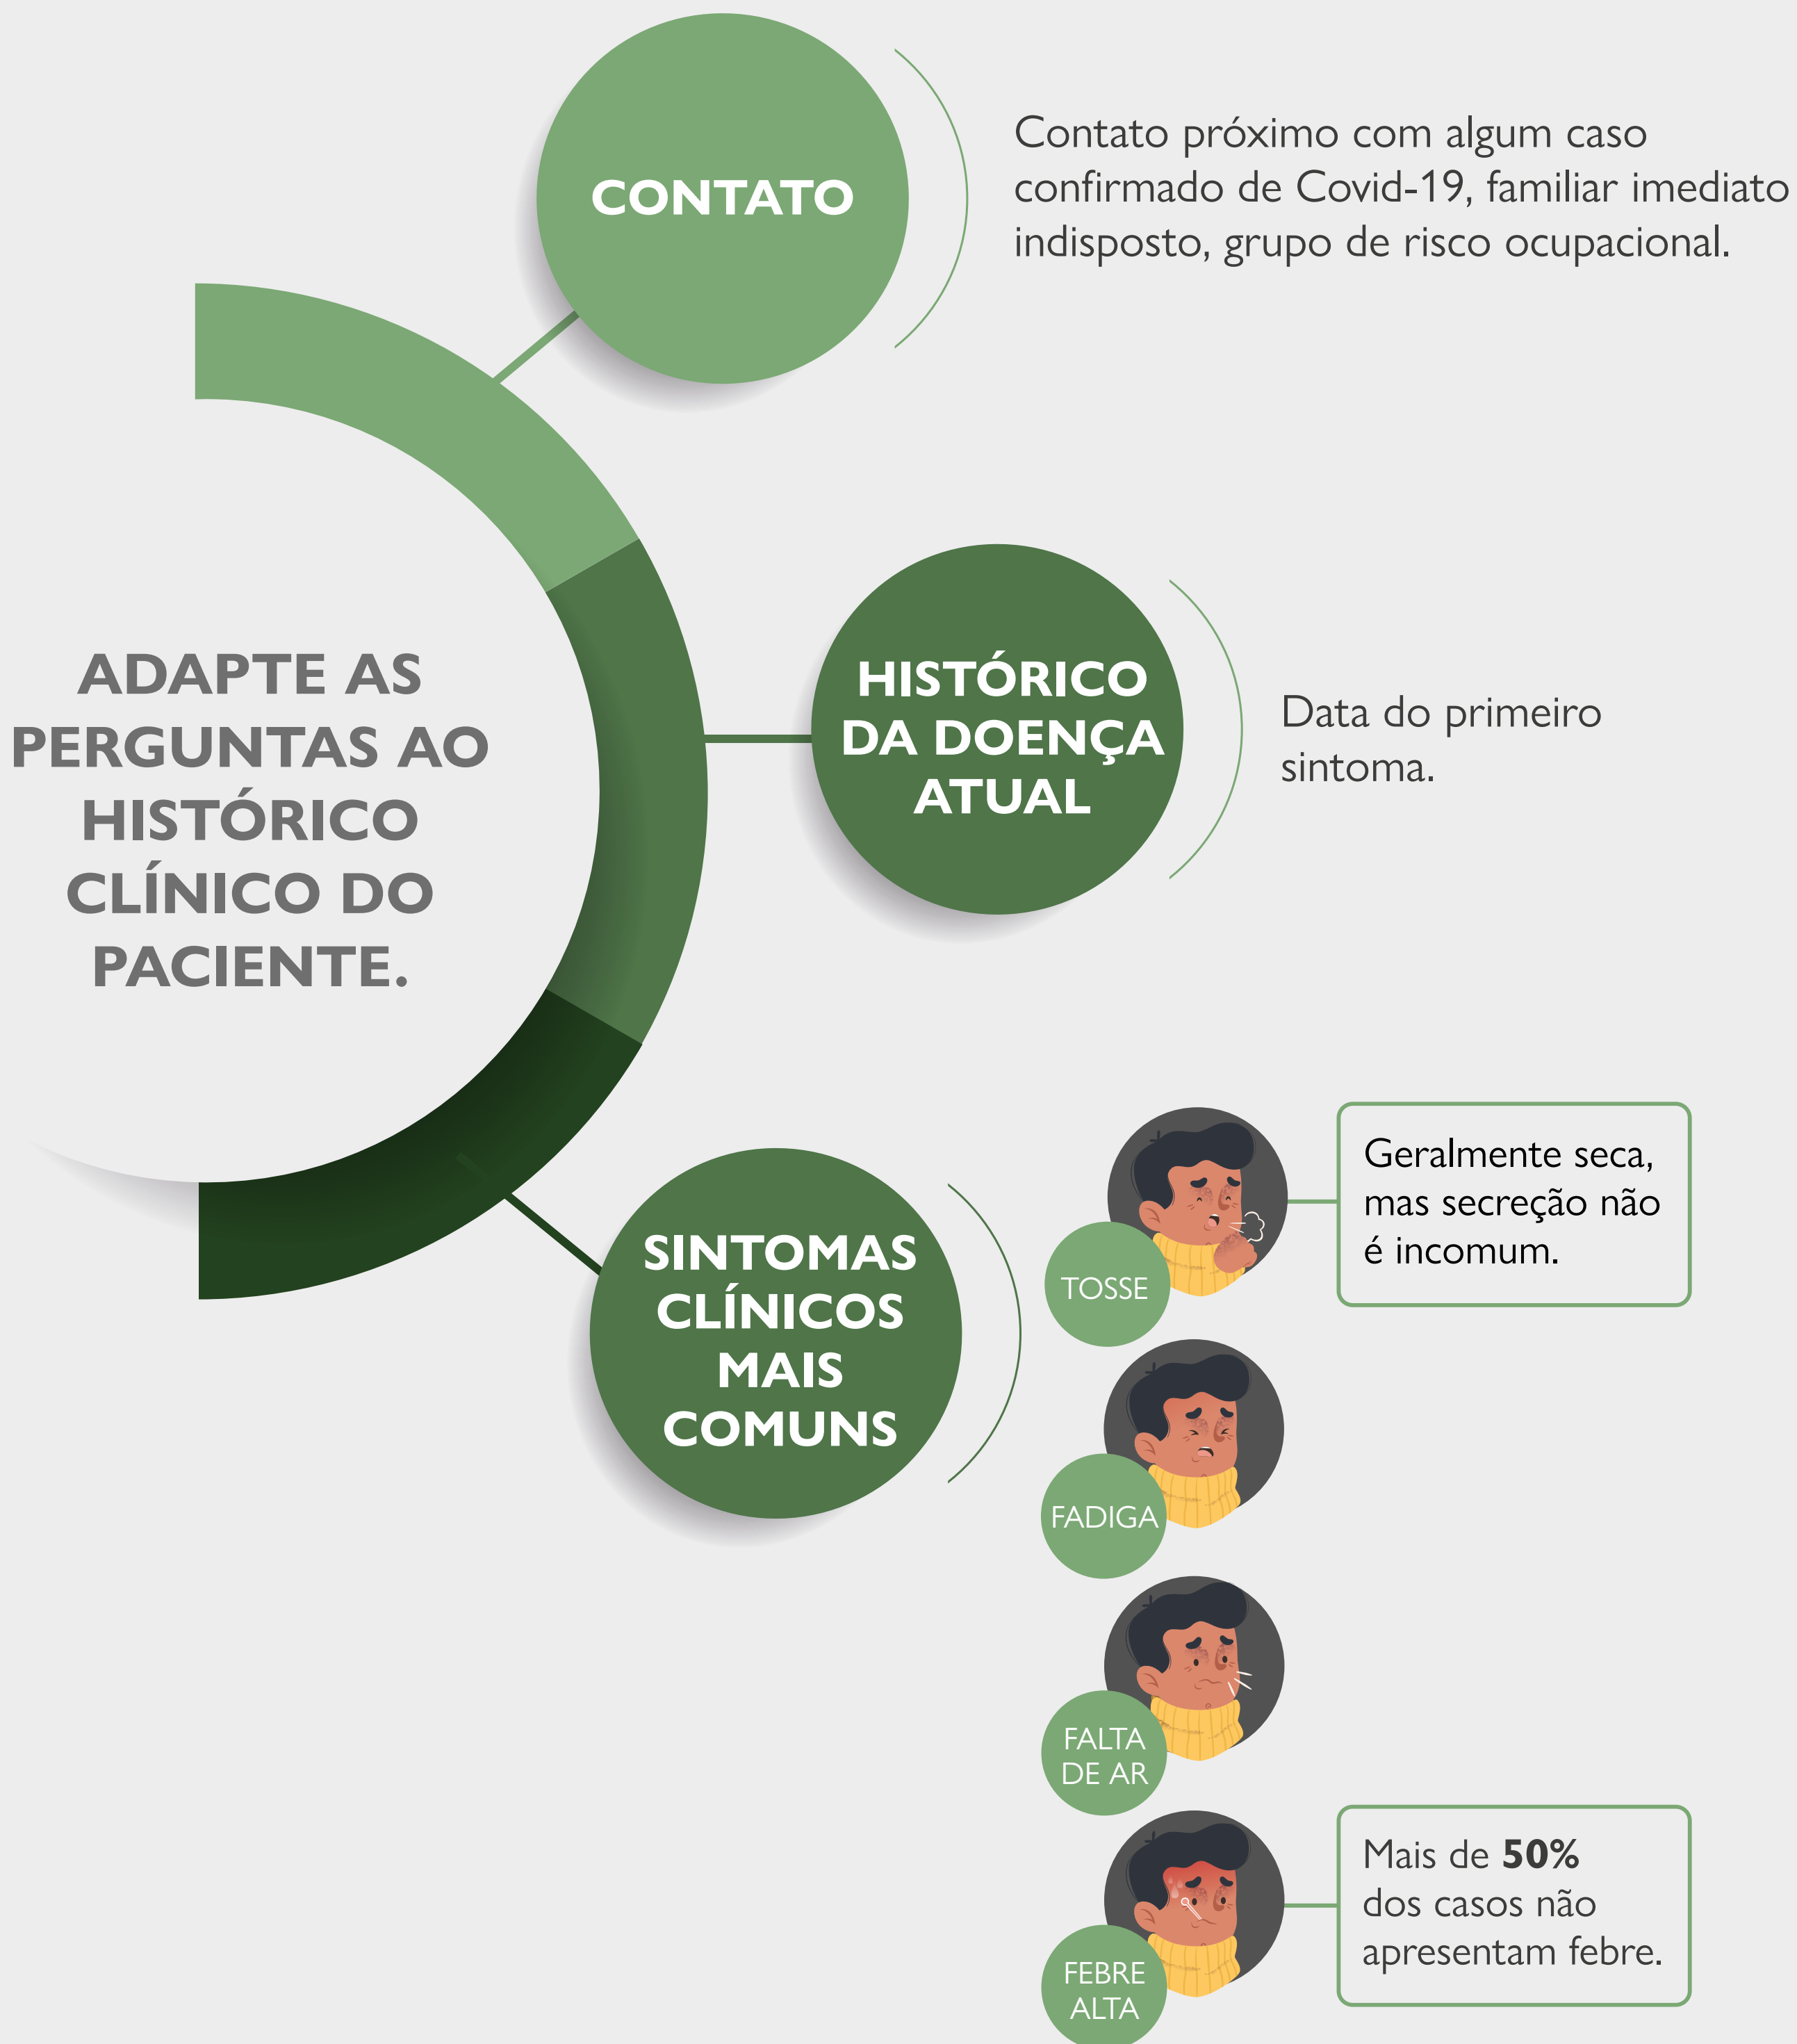 CONTATO
Contato próximo com algum caso
confirmado de Covid-19, familiar imediato
indisposto, grupo de risco ocupacional.
ADAPTE AS
PERGUNTAS AO
HISTÓRICO
CLÍNICO DO
PACIENTE.
HISTÓRICO
DA DOENÇA
ATUAL
Data do primeiro
sintoma.
SINTOMAS
CLÍNICOS
MAIS
COMUNS
TOSSE
Geralmente seca,
mas secreção não
é incomum.
FADIGA
FALTA
DE AR
FEBRE
ALTA
Mais de 50%
dos casos não
apresentam febre.